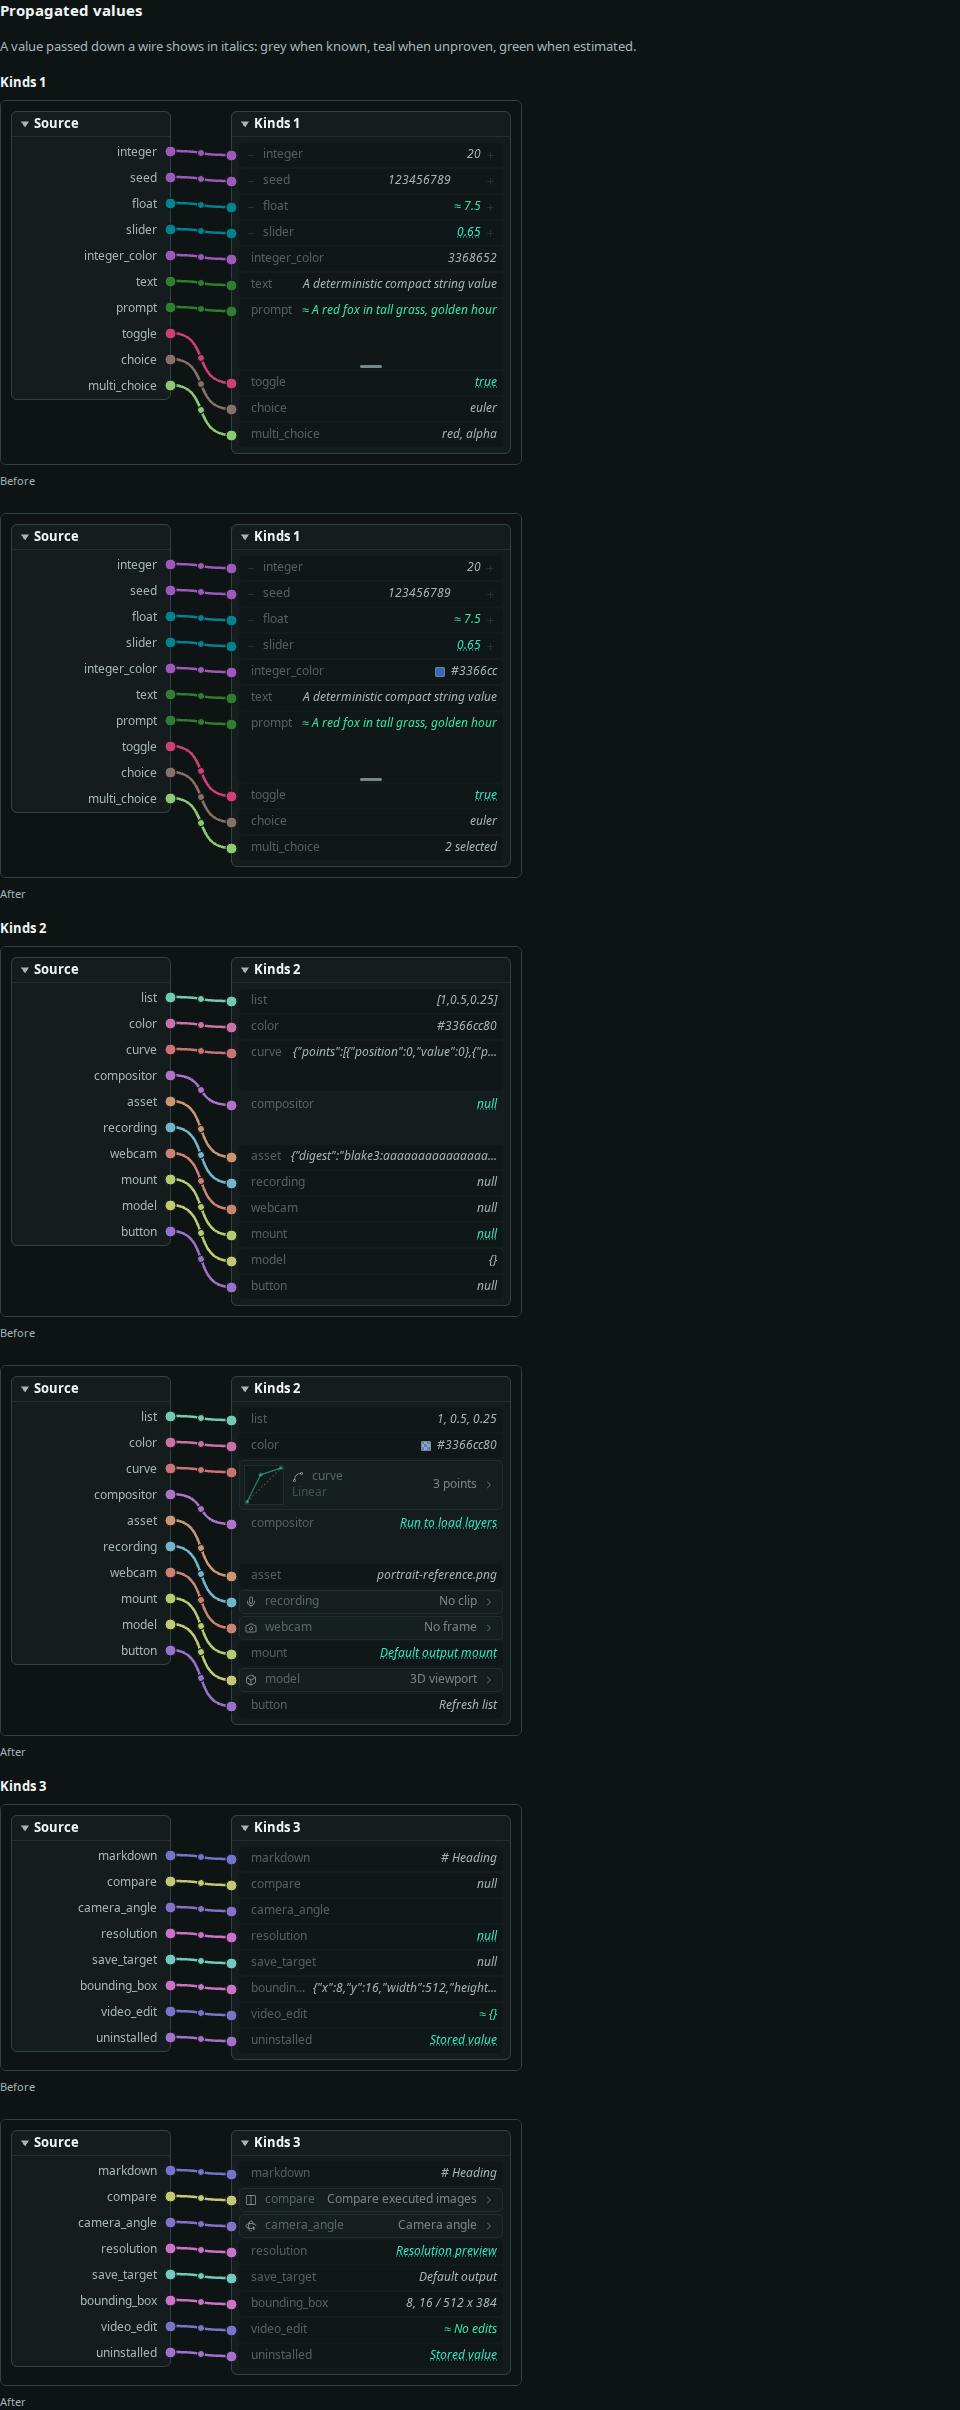 Propagated values
A value passed down a wire shows in italics: grey when known, teal when unproven, green when estimated.
Kinds 1
Source
integer
seed
float
slider
integer_color
text
prompt
toggle
choice
multi_choice
Kinds 1
− integer 20 +
− seed 123456789 +
− float ≈ 7.5 +
− slider 0.65 +
integer_color 3368652
text A deterministic compact string value
prompt ≈ A red fox in tall grass, golden hour
toggle true
choice euler
multi_choice red, alpha
Before
Source
integer
seed
float
slider
integer_color
text
prompt
toggle
choice
multi_choice
Kinds 1
− integer 20 +
− seed 123456789 +
− float ≈ 7.5 +
− slider 0.65 +
integer_color #3366cc
text A deterministic compact string value
prompt ≈ A red fox in tall grass, golden hour
toggle true
choice euler
multi_choice 2 selected
After
Kinds 2
Source
list
color
curve
compositor
asset
recording
webcam
mount
model
button
Kinds 2
list [1,0.5,0.25]
color #3366cc80
curve {"points":[{"position":0,"value":0},{"p...
compositor null
asset {"digest":"blake3:aaaaaaaaaaaaaaa...
recording null
webcam null
mount null
model {}
button null
Before
Source
list
color
curve
compositor
asset
recording
webcam
mount
model
button
Kinds 2
list 1, 0.5, 0.25
color #3366cc80
curve 3 points
Linear
compositor Run to load layers
asset portrait-reference.png
recording No clip
webcam No frame
mount Default output mount
model 3D viewport
button Refresh list
After
Kinds 3
Source
markdown
compare
camera_angle
resolution
save_target
bounding_box
video_edit
uninstalled
Kinds 3
markdown # Heading
compare null
camera_angle
resolution null
save_target null
boundin... {"x":8,"y":16,"width":512,"height...
video_edit ≈ {}
uninstalled Stored value
Before
Source
markdown
compare
camera_angle
resolution
save_target
bounding_box
video_edit
uninstalled
Kinds 3
markdown # Heading
compare Compare executed images
camera_angle Camera angle
resolution Resolution preview
save_target Default output
bounding_box 8, 16 / 512 x 384
video_edit ≈ No edits
uninstalled Stored value
After